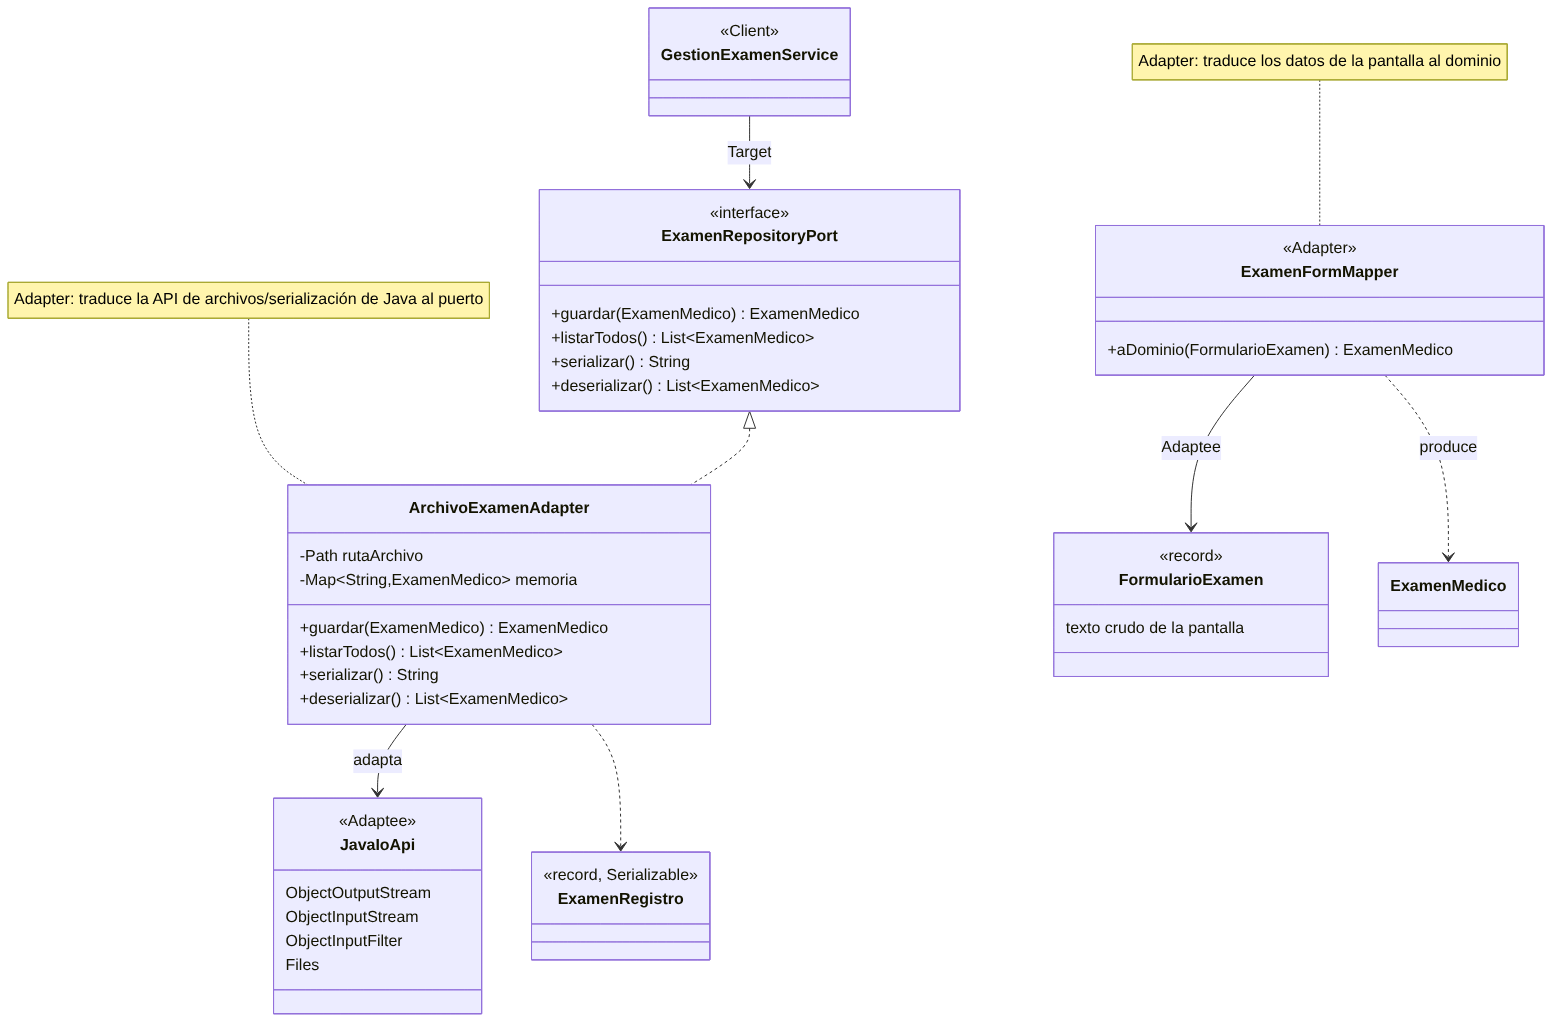 «Client»
GestionExamenService
Target
«interface»
ExamenRepositoryPort
+guardar(ExamenMedico) : ExamenMedico
+listarTodos() : List<ExamenMedico>
+serializar() : String
+deserializar() : List<ExamenMedico>
Adapter: traduce la API de archivos/serialización de Java al puerto
ArchivoExamenAdapter
-Path rutaArchivo
-Map<String,ExamenMedico> memoria
+guardar(ExamenMedico) : ExamenMedico
+listarTodos() : List<ExamenMedico>
+serializar() : String
+deserializar() : List<ExamenMedico>
adapta
«Adaptee»
JavaIoApi
ObjectOutputStream
ObjectInputStream
ObjectInputFilter
Files
«record, Serializable»
ExamenRegistro
Adapter: traduce los datos de la pantalla al dominio
«Adapter»
ExamenFormMapper
+aDominio(FormularioExamen) : ExamenMedico
Adaptee
produce
«record»
FormularioExamen
texto crudo de la pantalla
ExamenMedico